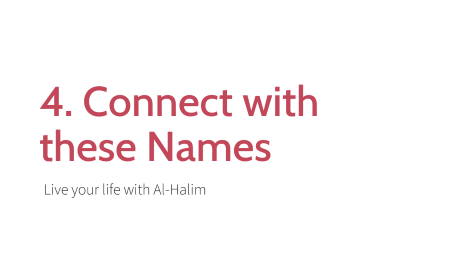 4. Connect with
these Names
Live your life with Al-Halim